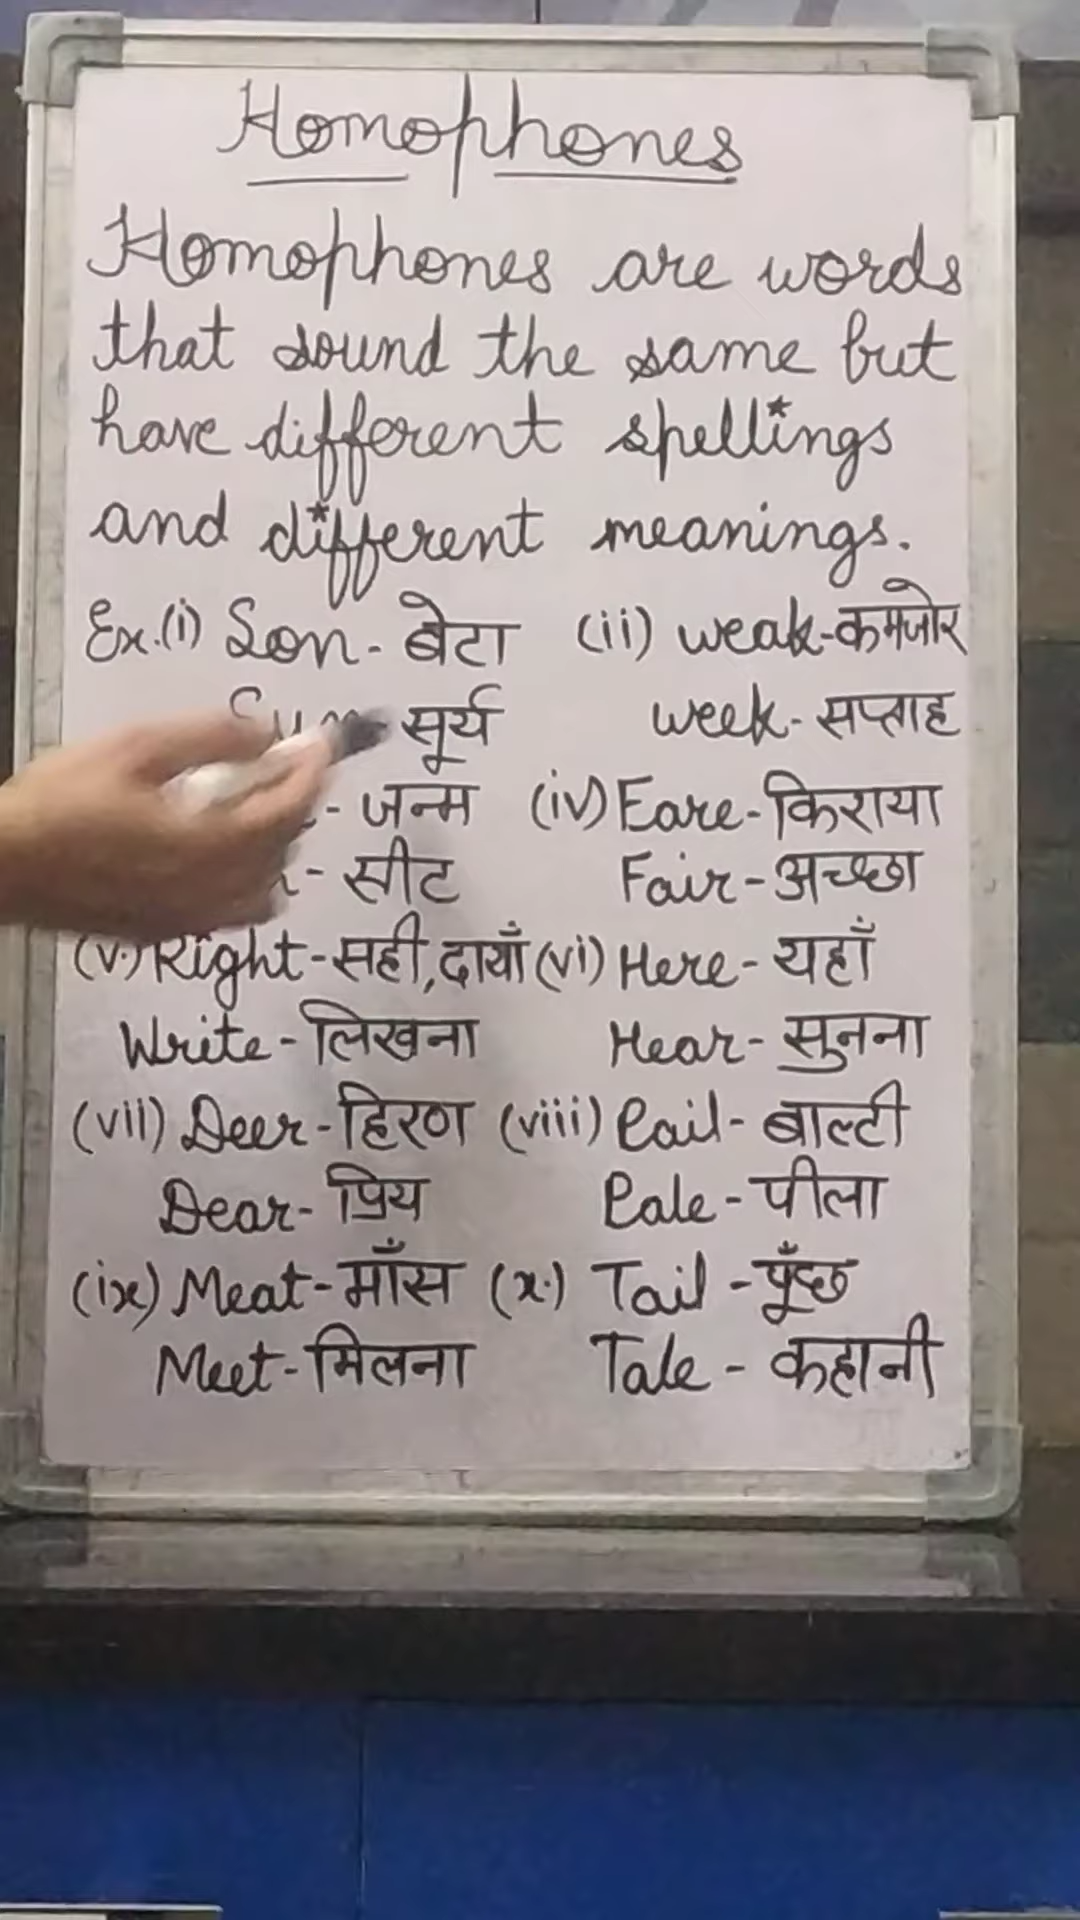 Homophones
Homophones are words
that sound the same but
have different spellings
and different meanings.
Ex.(i) Son - बेटा (ii) weak - कमजोर
Sun - सूर्य week - सप्ताह
- जन्म (iv) Fare - किराया
- सीट Fair - अच्छा
(v.) Right - सही, दायाँ (vi) Here - यहाँ
Write - लिखना Hear - सुनना
(vii) Deer - हिरण (viii) Pail - बाल्टी
Dear - प्रिय Pale - पीला
(ix) Meat - माँस (x.) Tail - पूँछ
Meet - मिलना Tale - कहानी